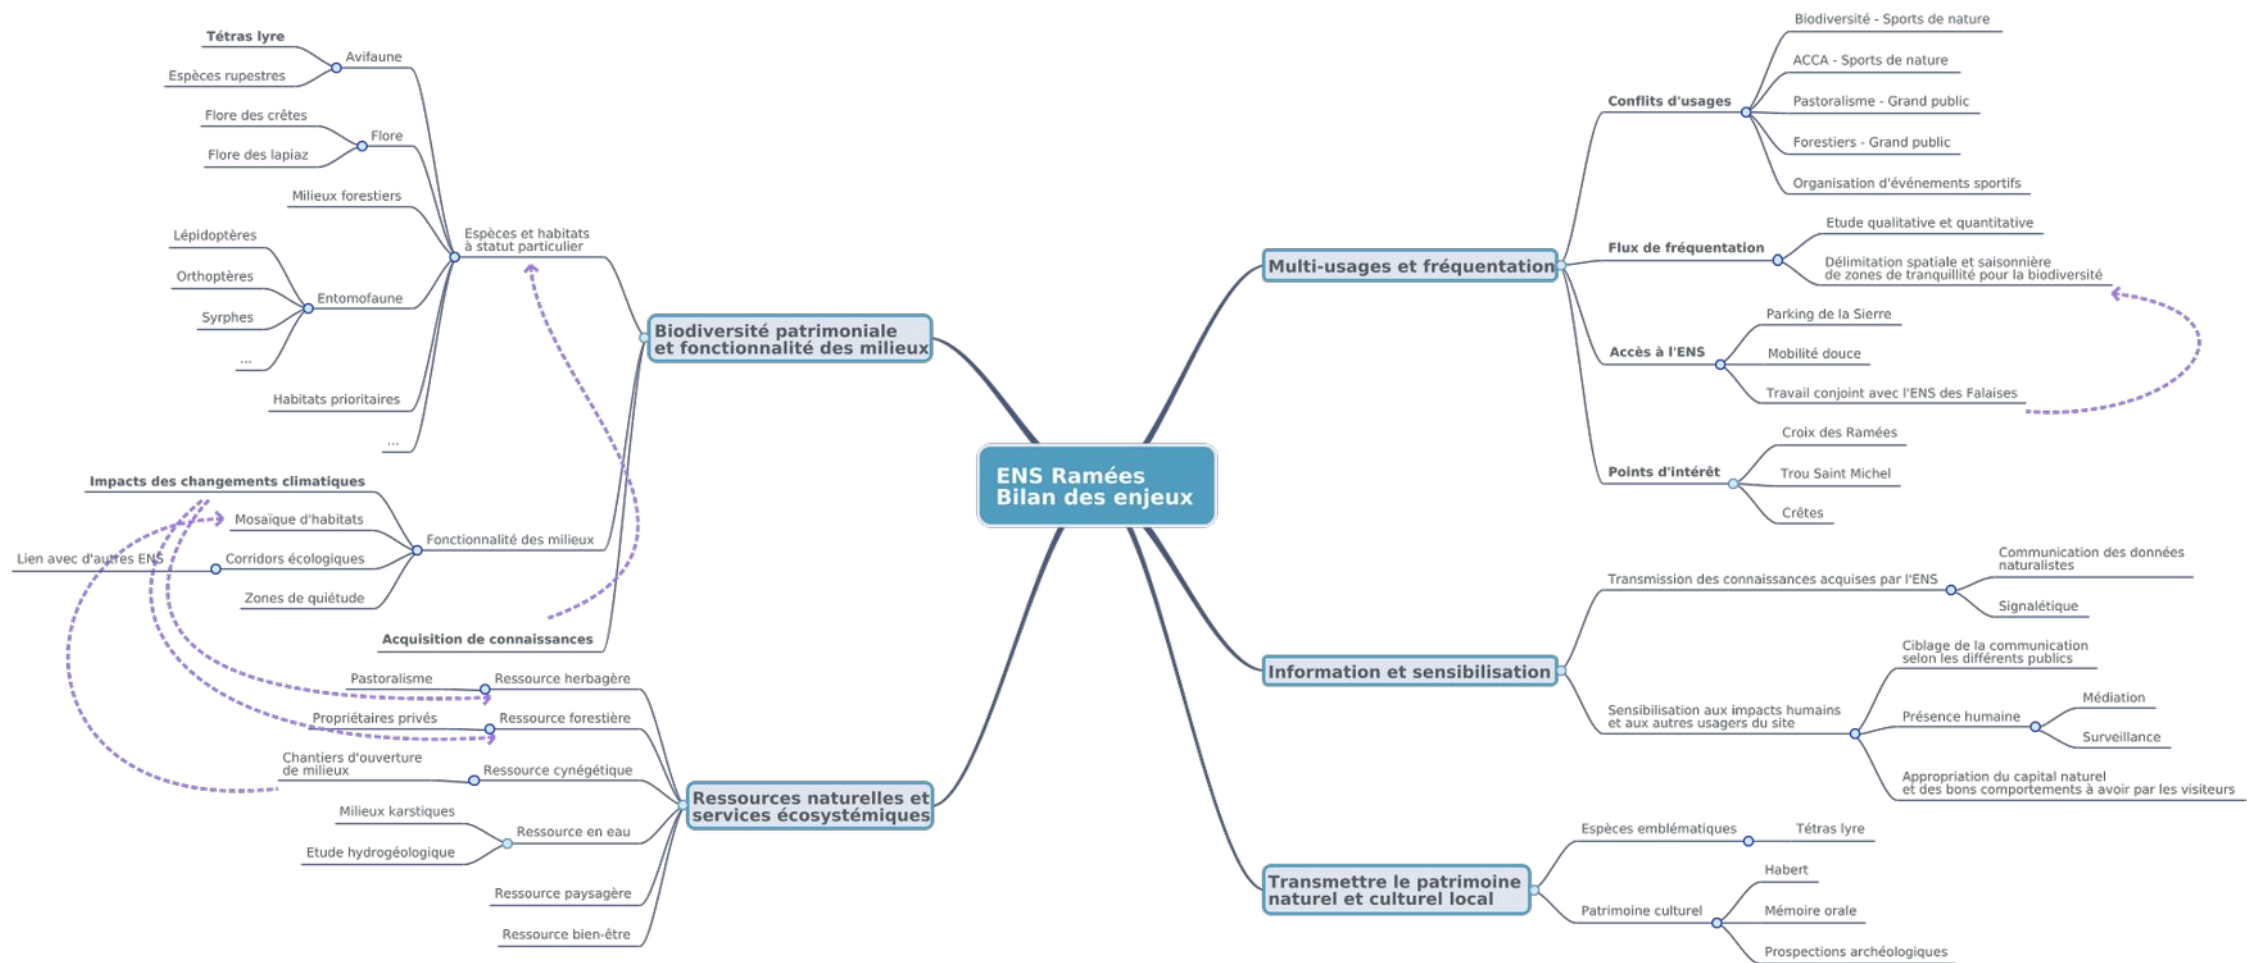 ENS Ramées
Bilan des enjeux
Biodiversité patrimoniale
et fonctionnalité des milieux
Espèces et habitats
à statut particulier
Avifaune
Tétras lyre
Espèces rupestres
Flore
Flore des crêtes
Flore des lapiaz
Milieux forestiers
Entomofaune
Lépidoptères
Orthoptères
Syrphes
...
Habitats prioritaires
...
Fonctionnalité des milieux
Impacts des changements climatiques
Mosaïque d'habitats
Corridors écologiques
Lien avec d'autres ENS
Zones de quiétude
Acquisition de connaissances
Ressources naturelles et
services écosystémiques
Ressource herbagère
Pastoralisme
Ressource forestière
Propriétaires privés
Ressource cynégétique
Chantiers d'ouverture
de milieux
Ressource en eau
Milieux karstiques
Etude hydrogéologique
Ressource paysagère
Ressource bien-être
Multi-usages et fréquentation
Conflits d'usages
Biodiversité - Sports de nature
ACCA - Sports de nature
Pastoralisme - Grand public
Forestiers - Grand public
Organisation d'événements sportifs
Flux de fréquentation
Etude qualitative et quantitative
Délimitation spatiale et saisonnière
de zones de tranquillité pour la biodiversité
Accès à l'ENS
Parking de la Sierre
Mobilité douce
Travail conjoint avec l'ENS des Falaises
Points d'intérêt
Croix des Ramées
Trou Saint Michel
Crêtes
Information et sensibilisation
Transmission des connaissances acquises par l'ENS
Communication des données
naturalistes
Signalétique
Sensibilisation aux impacts humains
et aux autres usagers du site
Ciblage de la communication
selon les différents publics
Présence humaine
Médiation
Surveillance
Appropriation du capital naturel
et des bons comportements à avoir par les visiteurs
Transmettre le patrimoine
naturel et culturel local
Espèces emblématiques
Tétras lyre
Patrimoine culturel
Habert
Mémoire orale
Prospections archéologiques